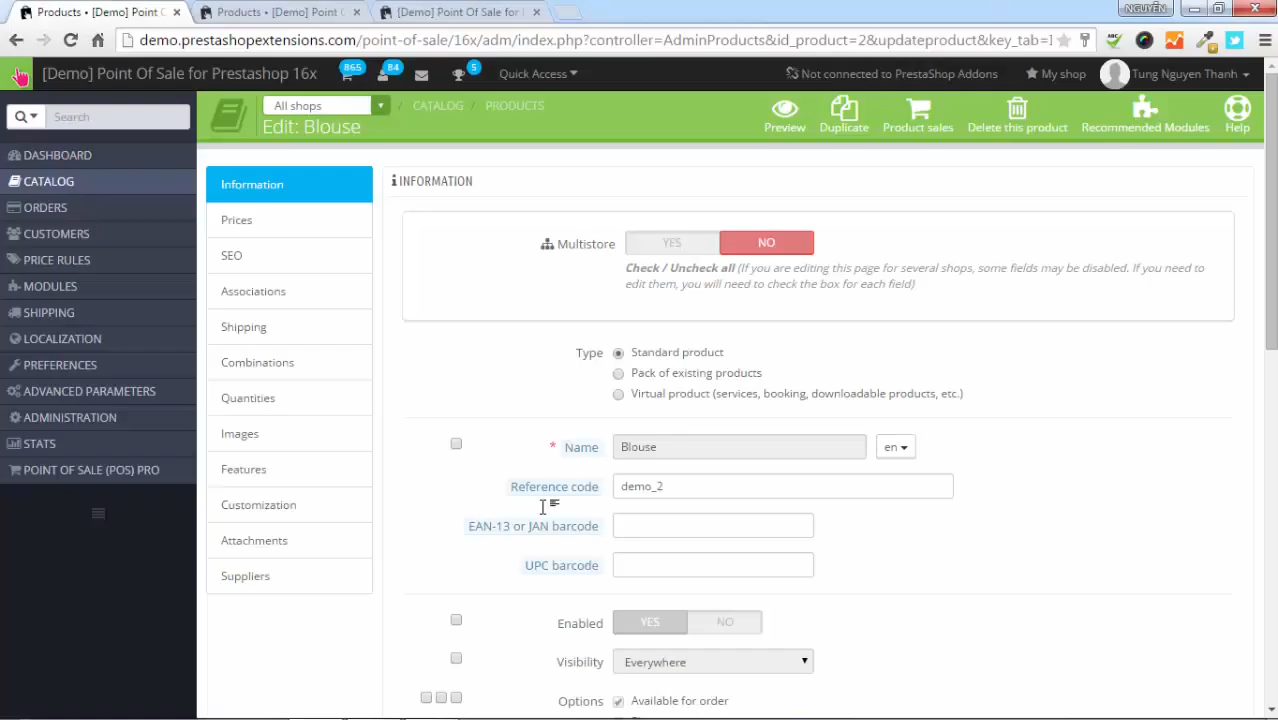 Products • [Demo] Point C
Products • [Demo] Point C
[Demo] Point Of Sale for P
NGUYỄN
demo.prestashopextensions.com/point-of-sale/16x/adm/index.php?controller=AdminProducts&id_product=2&updateproduct&key_tab=I
[Demo] Point Of Sale for Prestashop 16x
865
84
5
Quick Access
Not connected to PrestaShop Addons
My shop
Tung Nguyen Thanh
Search
All shops
/ CATALOG / PRODUCTS
Edit: Blouse
Preview
Duplicate
Product sales
Delete this product
Recommended Modules
Help
DASHBOARD
CATALOG
ORDERS
CUSTOMERS
PRICE RULES
MODULES
SHIPPING
LOCALIZATION
PREFERENCES
ADVANCED PARAMETERS
ADMINISTRATION
STATS
POINT OF SALE (POS) PRO
Information
Prices
SEO
Associations
Shipping
Combinations
Quantities
Images
Features
Customization
Attachments
Suppliers
INFORMATION
Multistore YES NO
Check / Uncheck all (If you are editing this page for several shops, some fields may be disabled. If you need to
edit them, you will need to check the box for each field)
Type Standard product
Pack of existing products
Virtual product (services, booking, downloadable products, etc.)
* Name Blouse en
Reference code demo_2
EAN-13 or JAN barcode
UPC barcode
Enabled YES NO
Visibility Everywhere
Options Available for order